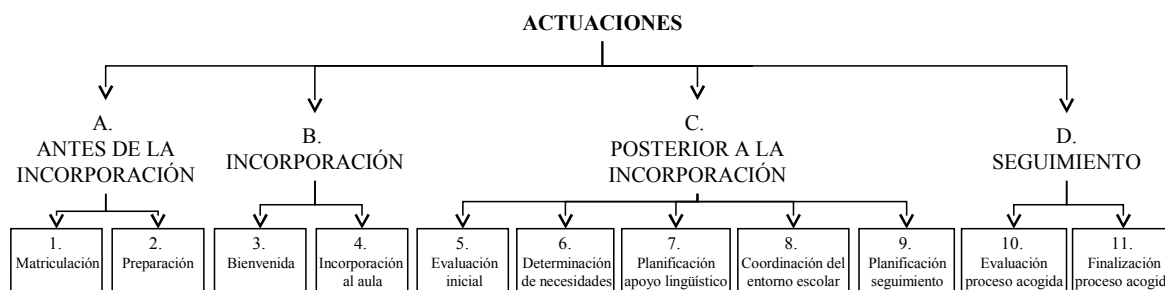 ACTUACIONES
A.
ANTES DE LA
INCORPORACIÓN
B.
INCORPORACIÓN
C.
POSTERIOR A LA
INCORPORACIÓN
D.
SEGUIMIENTO
1.
Matriculación
2.
Preparación
3.
Bienvenida
4.
Incorporación
al aula
5.
Evaluación
inicial
6.
Determinación
de necesidades
7.
Planificación
apoyo lingüístico
8.
Coordinación del
entorno escolar
9.
Planificación
seguimiento
10.
Evaluación
proceso acogida
11.
Finalización
proceso acogid